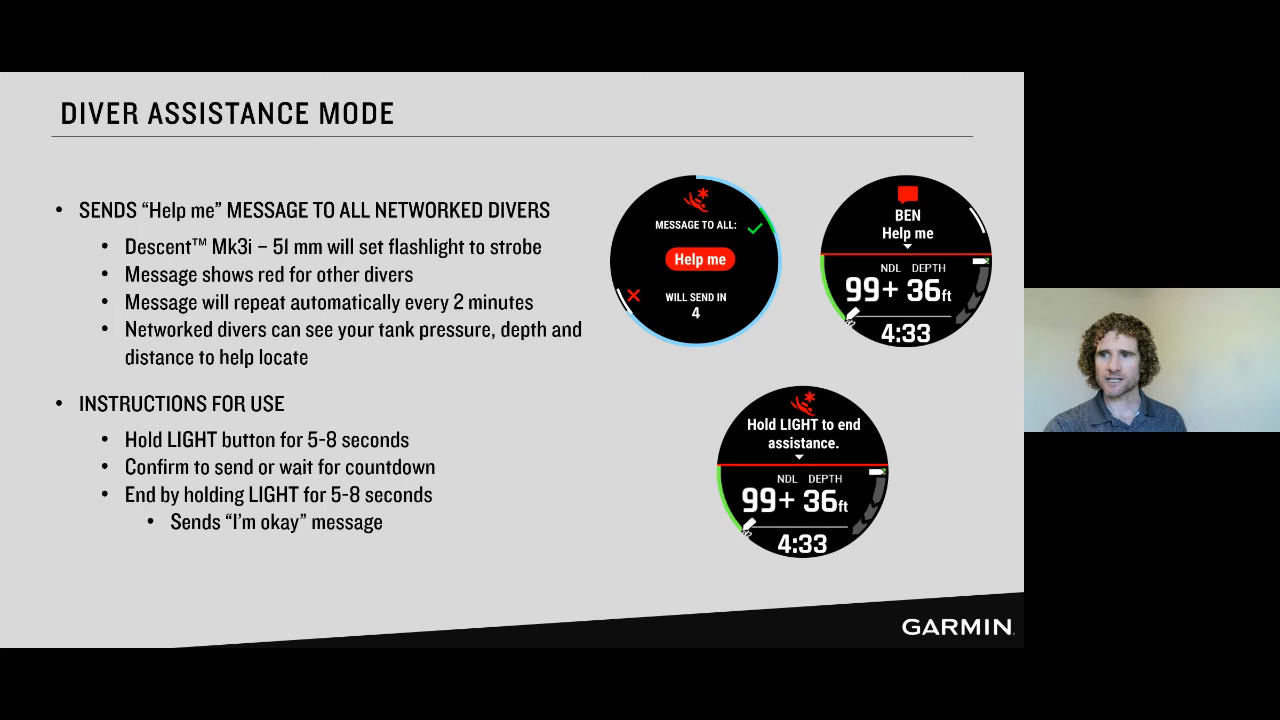 DIVER ASSISTANCE MODE
• SENDS “Help me” MESSAGE TO ALL NETWORKED DIVERS
• Descent™ Mk3i – 51 mm will set flashlight to strobe
• Message shows red for other divers
• Message will repeat automatically every 2 minutes
• Networked divers can see your tank pressure, depth and
distance to help locate
• INSTRUCTIONS FOR USE
• Hold LIGHT button for 5-8 seconds
• Confirm to send or wait for countdown
• End by holding LIGHT for 5-8 seconds
• Sends “I’m okay” message
MESSAGE TO ALL:
Help me
WILL SEND IN
4
BEN
Help me
NDL DEPTH
99+ 36ft
4:33
Hold LIGHT to end
assistance.
NDL DEPTH
99+ 36ft
4:33
GARMIN.